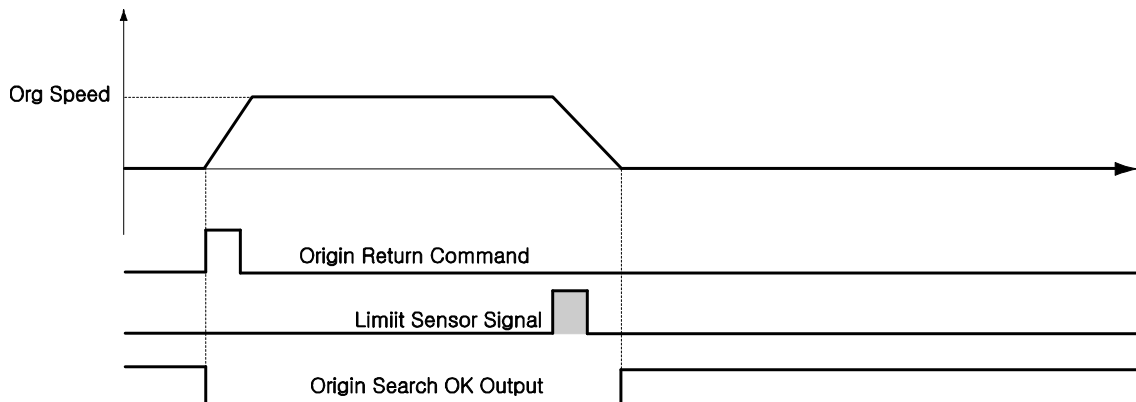 Org Speed
Origin Return Command
Limiit Sensor Signal
Origin Search OK Output